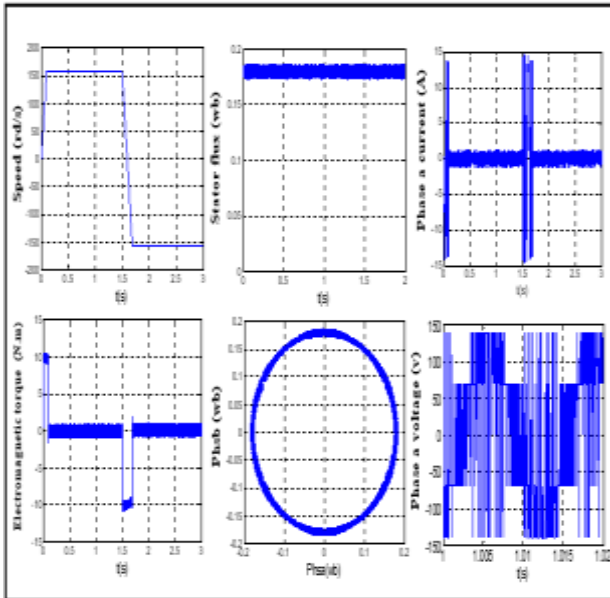 Speed (rd/s)
200
150
100
50
0
-50
-100
-150
-200
0 0.5 1 1.5 2 2.5 3
t(s)
Stator flux (wb)
0.2
0.15
0.1
0.05
0
0 0.5 1 1.5 2
t(s)
Phase a current (A)
15
10
5
0
-5
-10
-15
0 0.5 1 1.5 2 2.5 3
t(s)
Electromagnetic torque (N.m)
15
10
5
0
-5
-10
-15
0 0.5 1 1.5 2 2.5 3
t(s)
Phsb (wb)
0.2
0.15
0.1
0.05
0
-0.05
-0.1
-0.15
-0.2
-0.2 -0.1 0 0.1 0.2
Phsa(wb)
Phase a voltage (v)
150
100
50
0
-50
-100
-150
1 1.005 1.01 1.015 1.02
t(s)